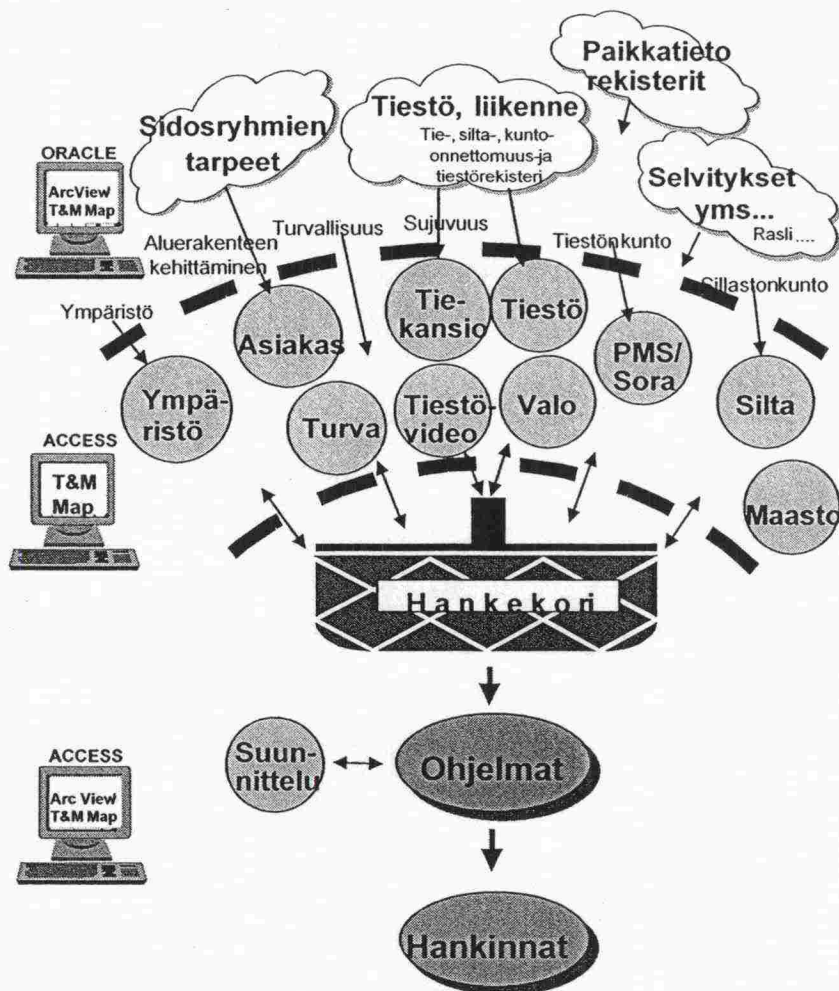 Paikkatieto
rekisterit
Tiestö, liikenne
Tie-, silta-, kunto-
onnettomuus-ja
tiestörekisteri
Sidosryhmien
tarpeet
ORACLE
ArcView
T&M Map
Selvitykset
yms...
Rasli ....
Aluerakenteen
kehittäminen
Turvallisuus
Sujuvuus
Tiestönkunto
Sillastonkunto
Ympäristö
Asiakas
Tie-
kansio
Tiestö
PMS/
Sora
Ympä-
ristö
Turva
Tiestö-
video
Valo
Silta
ACCESS
T&M
Map
Maasto
Hankekori
ACCESS
Arc View
T&M Map
Suun-
nittelu
Ohjelmat
Hankinnat